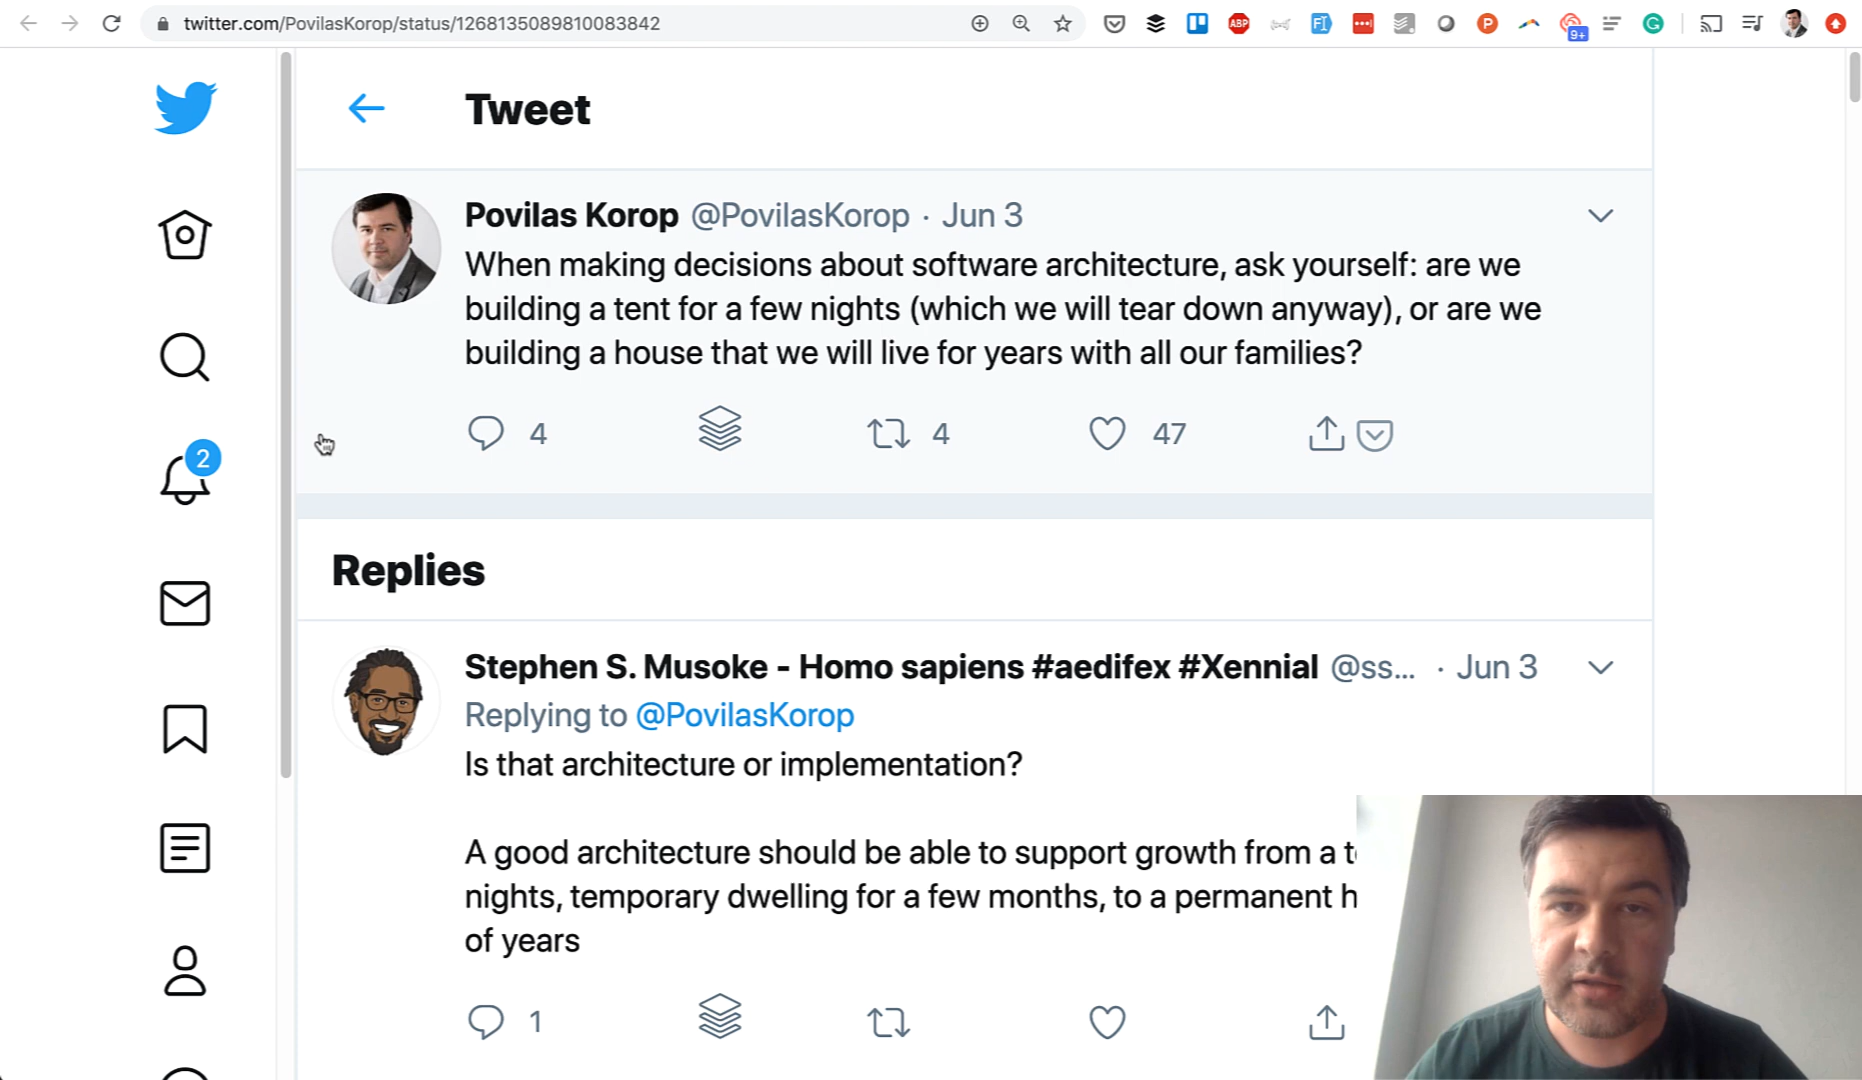 twitter.com/PovilasKorop/status/1268135089810083842
Tweet
Povilas Korop @PovilasKorop · Jun 3
When making decisions about software architecture, ask yourself: are we
building a tent for a few nights (which we will tear down anyway), or are we
building a house that we will live for years with all our families?
4 4 47
2
Replies
Stephen S. Musoke - Homo sapiens #aedifex #Xennial @ss... · Jun 3
Replying to @PovilasKorop
Is that architecture or implementation?
A good architecture should be able to support growth from a
nights, temporary dwelling for a few months, to a permanent
of years
1
ABP
9+